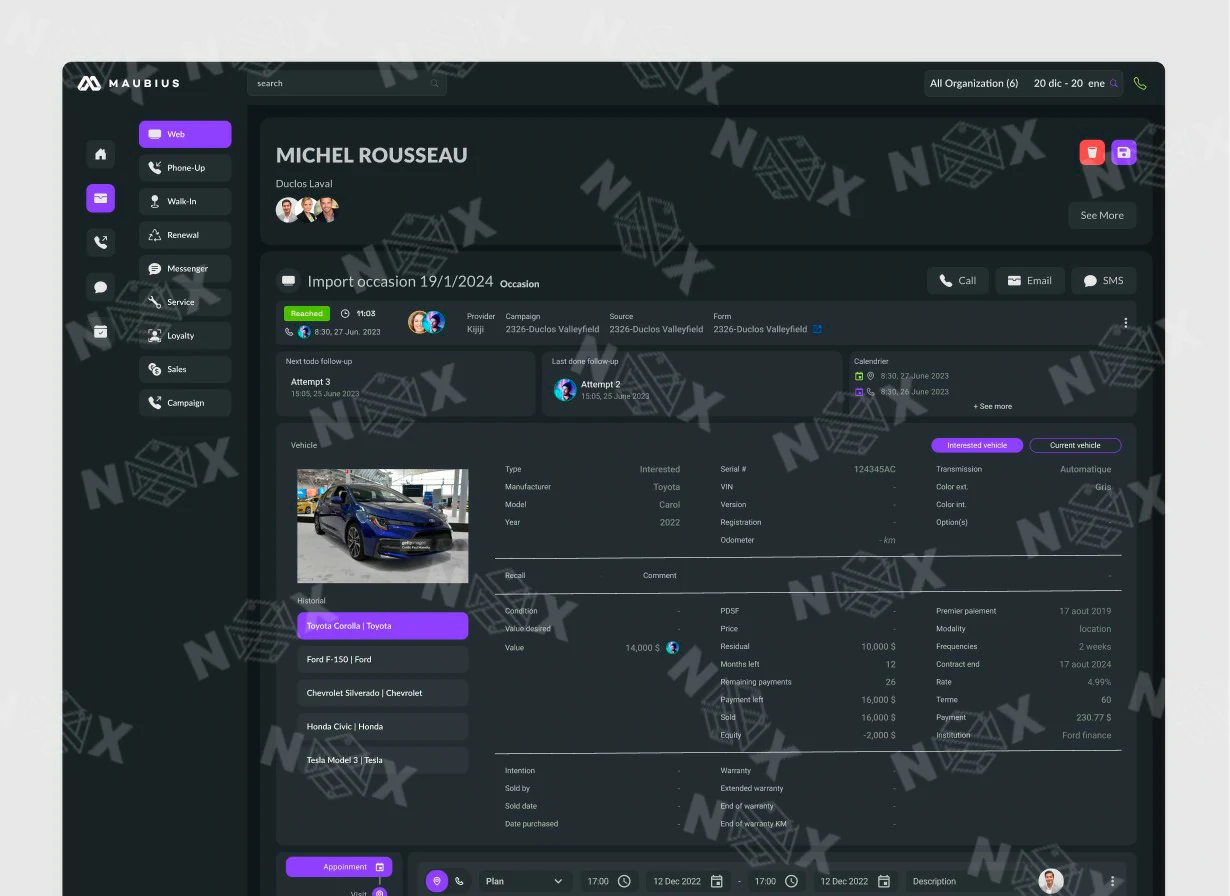 MAUBIUS
search
All Organization (6) 20 dic - 20 ene
Web
Phone-Up
Walk-In
Renewal
Messenger
Service
Loyalty
Sales
Campaign
MICHEL ROUSSEAU
Duclos Laval
See More
Import occasion 19/1/2024 Occasion
Call
Email
SMS
Reached 11:03
8:30, 27 Jun. 2023
Provider Campaign Source Form
Kijiji 2326-Duclos Valleyfield 2326-Duclos Valleyfield 2326-Duclos Valleyfield
Next todo follow-up
Attempt 3
15:05, 25 June 2023
Last done follow-up
Attempt 2
15:05, 25 June 2023
Calendrier
8:30, 27 June 2023
8:30, 26 June 2023
+ See more
Vehicle
Interested vehicle Current vehicle
Historial
Toyota Corolla | Toyota
Ford F-150 | Ford
Chevrolet Silverado | Chevrolet
Honda Civic | Honda
Tesla Model 3 | Tesla
Type Interested Serial # 124345AC Transmission Automatique
Manufacturer Toyota VIN - Color ext. Gris
Model Carol Version - Color int.
Year 2022 Registration - Option(s)
Odometer - km
Recall Comment -
Condition - PDSF - Premier paiement 17 aout 2019
Value desired - Price - Modality location
Value 14,000 $ Residual 10,000 $ Frequencies 2 weeks
Months left 12 Contract end 17 aout 2024
Remaining payments 26 Rate 4.99%
Payment left 16,000 $ Terme 60
Sold 16,000 $ Payment 230.77 $
Equity -2,000 $ Institution Ford finance
Intention - Warranty -
Sold by - Extended warranty
Sold date - End of warranty -
Date purchased - End of warranty KM -
Appoinment
Visit
Plan 17:00 12 Dec 2022 - 17:00 12 Dec 2022 Description